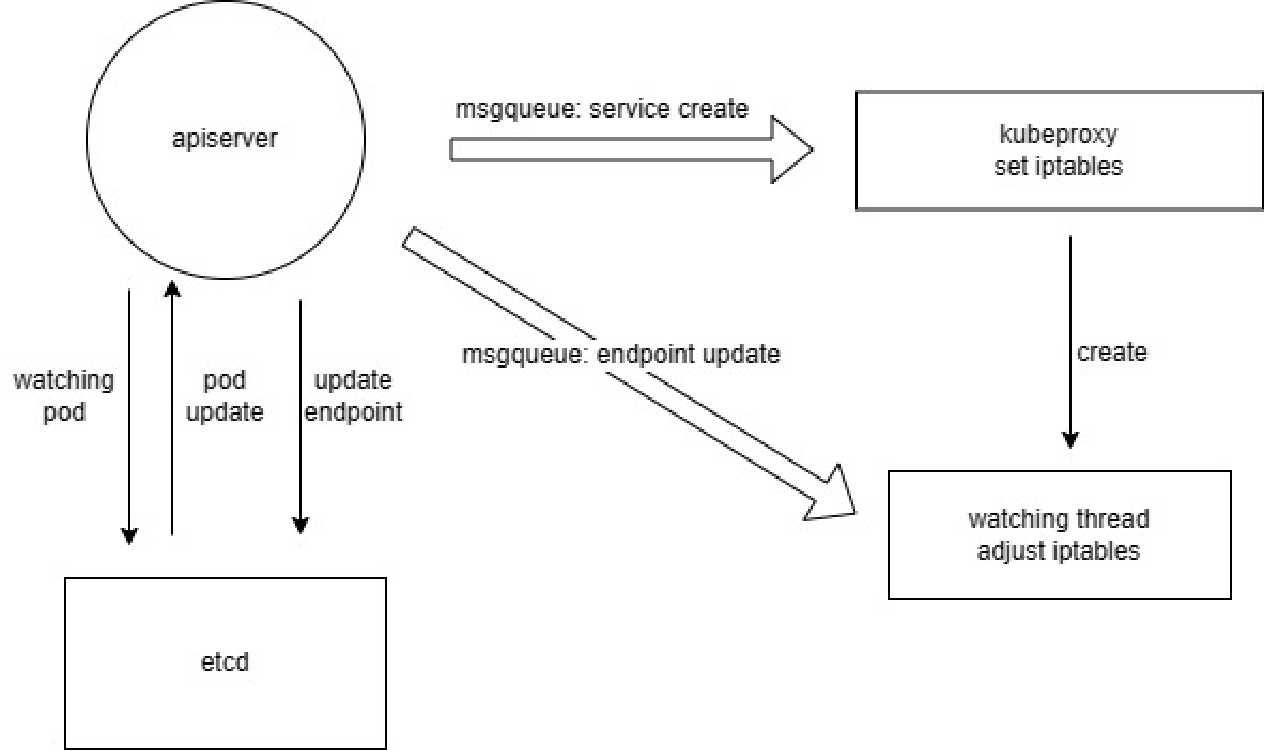 apiserver
msgqueue: service create
kubeproxy
set iptables
msgqueue: endpoint update
create
watching
pod
pod
update
update
endpoint
watching thread
adjust iptables
etcd